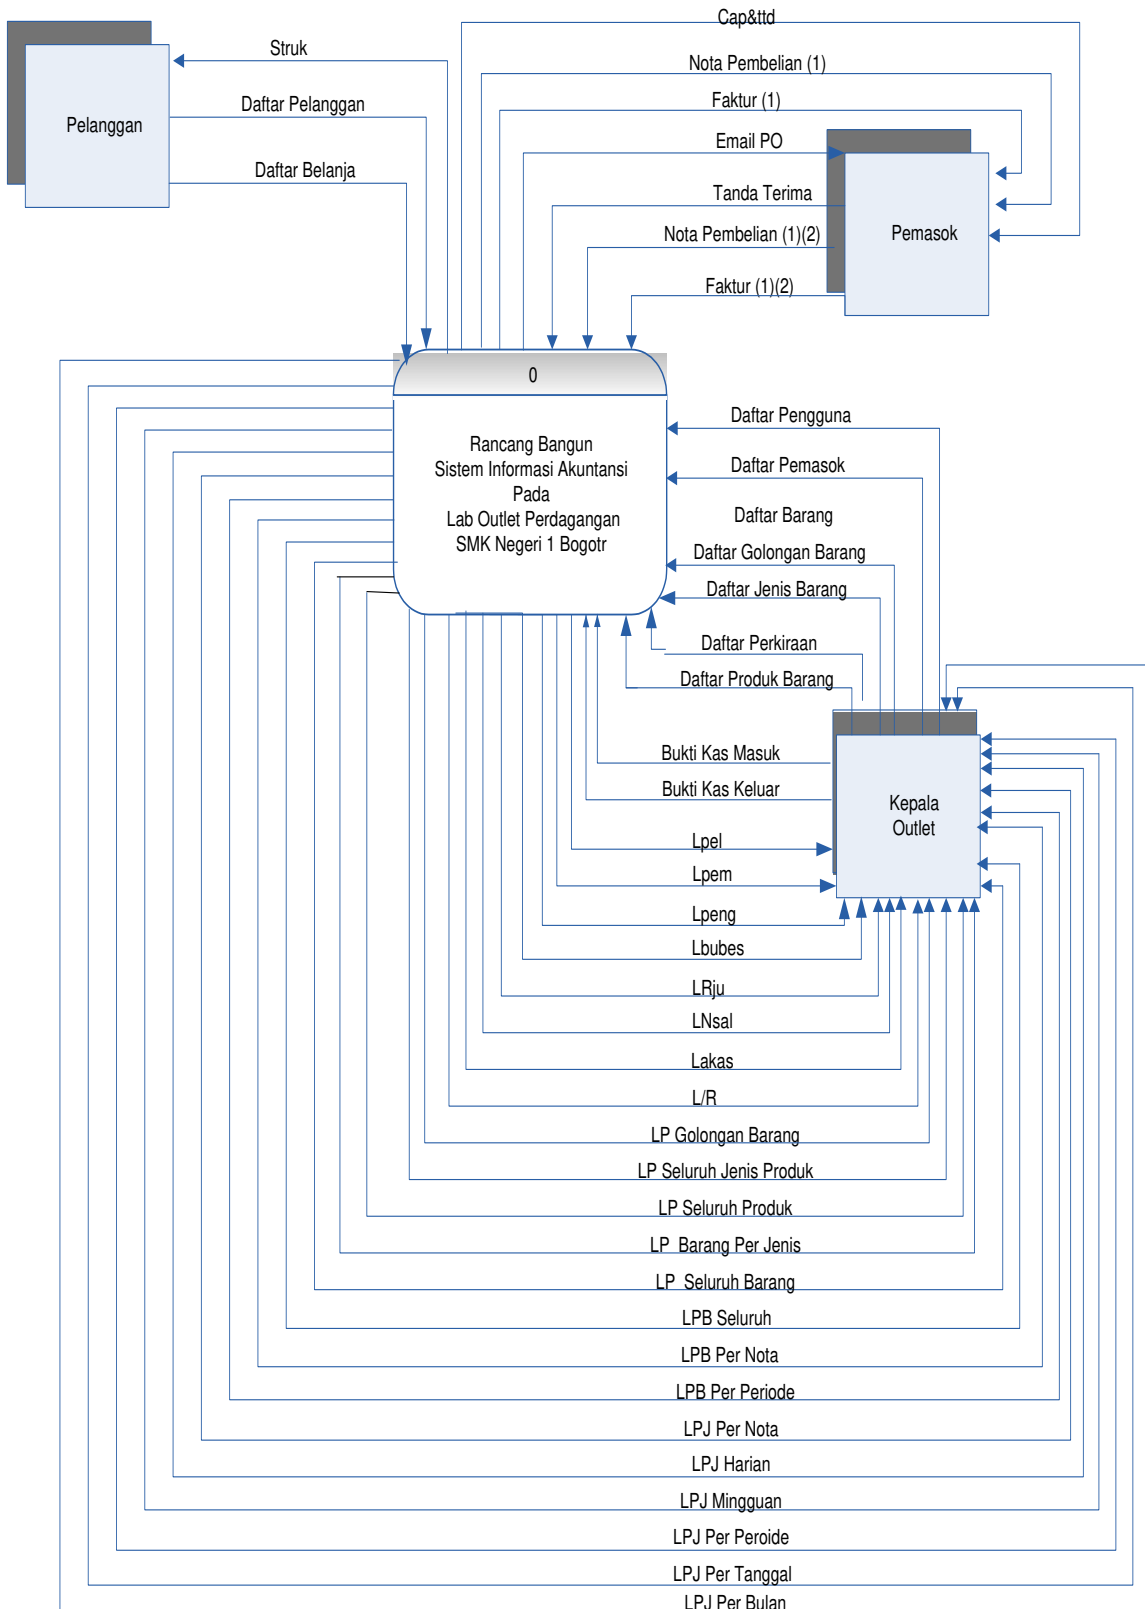 Cap&ttd
Struk
Nota Pembelian (1)
Daftar Pelanggan
Faktur (1)
Pelanggan
Email PO
Daftar Belanja
Tanda Terima
Nota Pembelian (1)(2)
Pemasok
Faktur (1)(2)
0
Rancang Bangun
Sistem Informasi Akuntansi
Pada
Lab Outlet Perdagangan
SMK Negeri 1 Bogotr
Daftar Pengguna
Daftar Pemasok
Daftar Barang
Daftar Golongan Barang
Daftar Jenis Barang
Daftar Perkiraan
Daftar Produk Barang
Bukti Kas Masuk
Bukti Kas Keluar
Kepala
Outlet
Lpel
Lpem
Lpeng
Lbubes
LRju
LNsal
Lakas
L/R
LP Golongan Barang
LP Seluruh Jenis Produk
LP Seluruh Produk
LP  Barang Per Jenis
LP  Seluruh Barang
LPB Seluruh
LPB Per Nota
LPB Per Periode
LPJ Per Nota
LPJ Harian
LPJ Mingguan
LPJ Per Peroide
LPJ Per Tanggal
LPJ Per Bulan